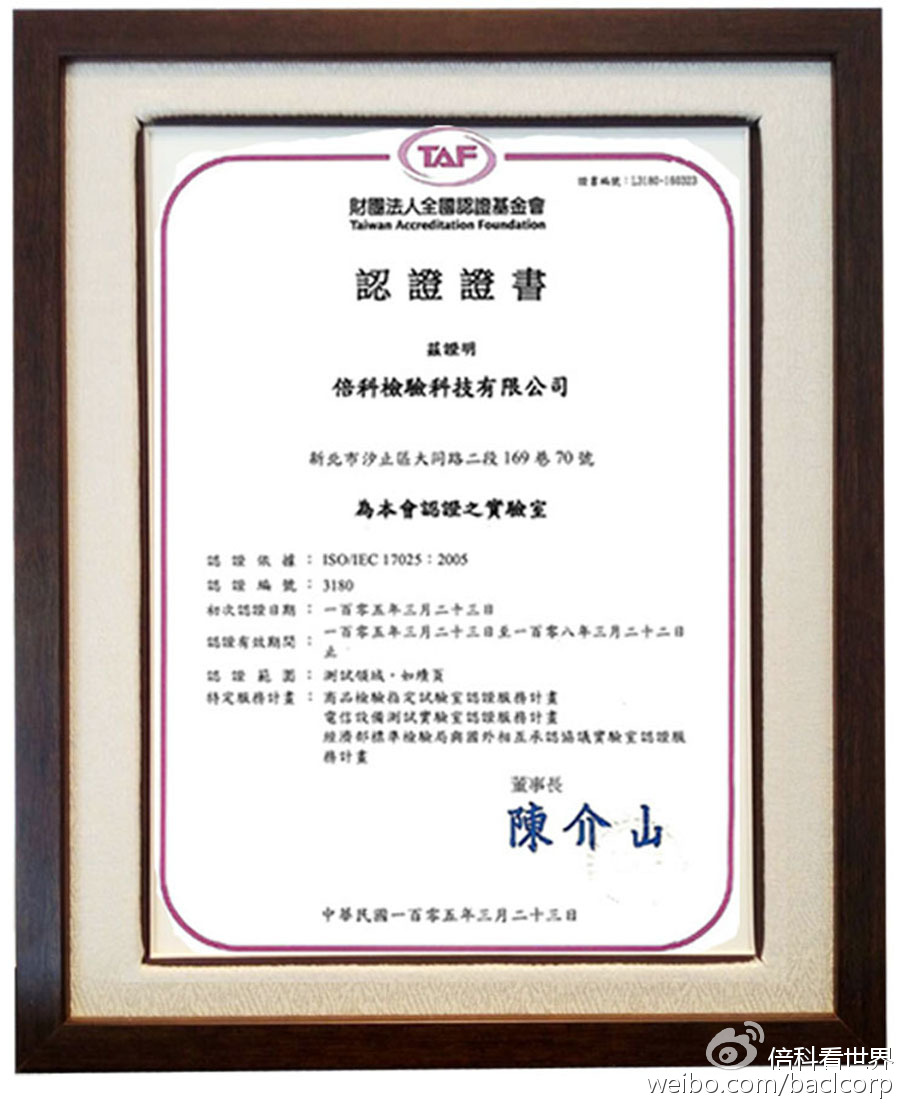 TAF
證書編號：L3180-160323
財團法人全國認證基金會
Taiwan Accreditation Foundation
認證證書
茲證明
倍科檢驗科技有限公司
新北市汐止區大同路二段 169 巷 70 號
為本會認證之實驗室
認證依據：ISO/IEC 17025：2005
認證編號：3180
初次認證日期：一百零五年三月二十三日
認證有效期間：一百零五年三月二十三日至一百零八年三月二十二日
止
認證範圍：測試領域，如續頁
特定服務計畫：商品檢驗指定試驗室認證服務計畫
電信設備測試實驗室認證服務計畫
經濟部標準檢驗局與國外相互承認協議實驗室認證服
務計畫
董事長
陳介山
中華民國一百零五年三月二十三日
倍科看世界
weibo.com/baclcorp